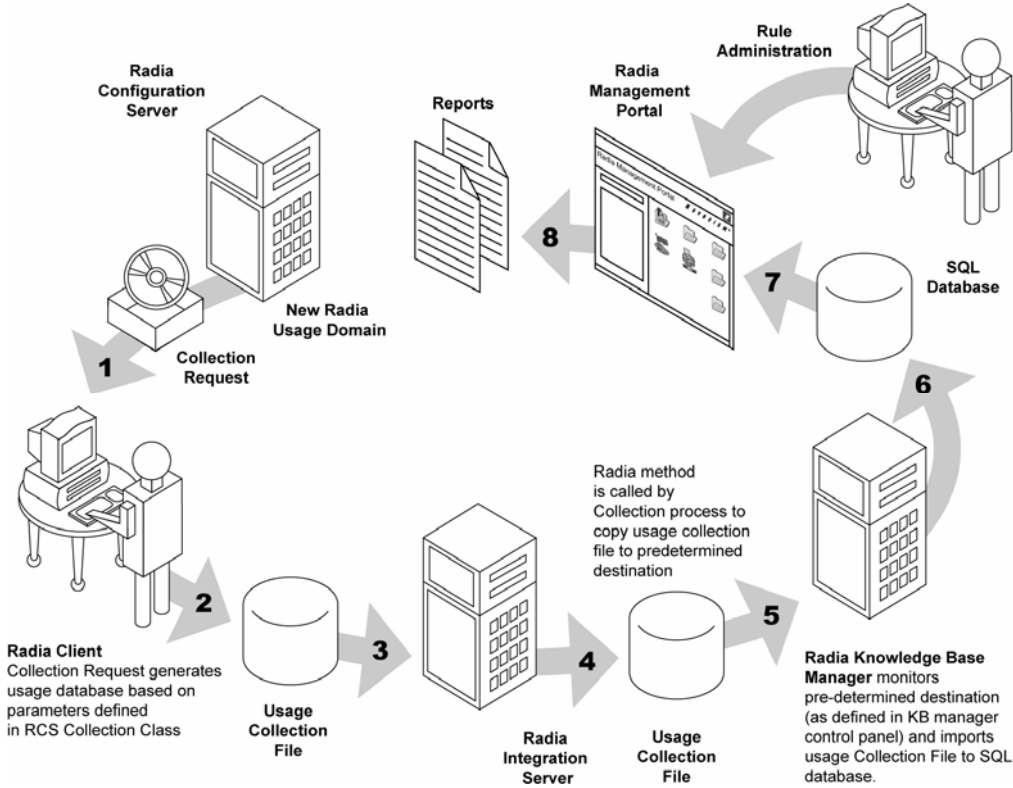 Rule
Administration
Radia
Configuration
Server
Reports
Radia
Management
Portal
Radia Management Portal
8
7
SQL
Database
New Radia
Usage Domain
Collection
Request
1
6
Radia method
is called by
Collection process to
copy usage collection
file to predetermined
destination
2
3
4
5
Radia Client
Collection Request generates
usage database based on
parameters defined
in RCS Collection Class
Usage
Collection
File
Radia
Integration
Server
Usage
Collection
File
Radia Knowledge Base
Manager monitors
pre-determined destination
(as defined in KB manager
control panel) and imports
usage Collection File to SQL
database.